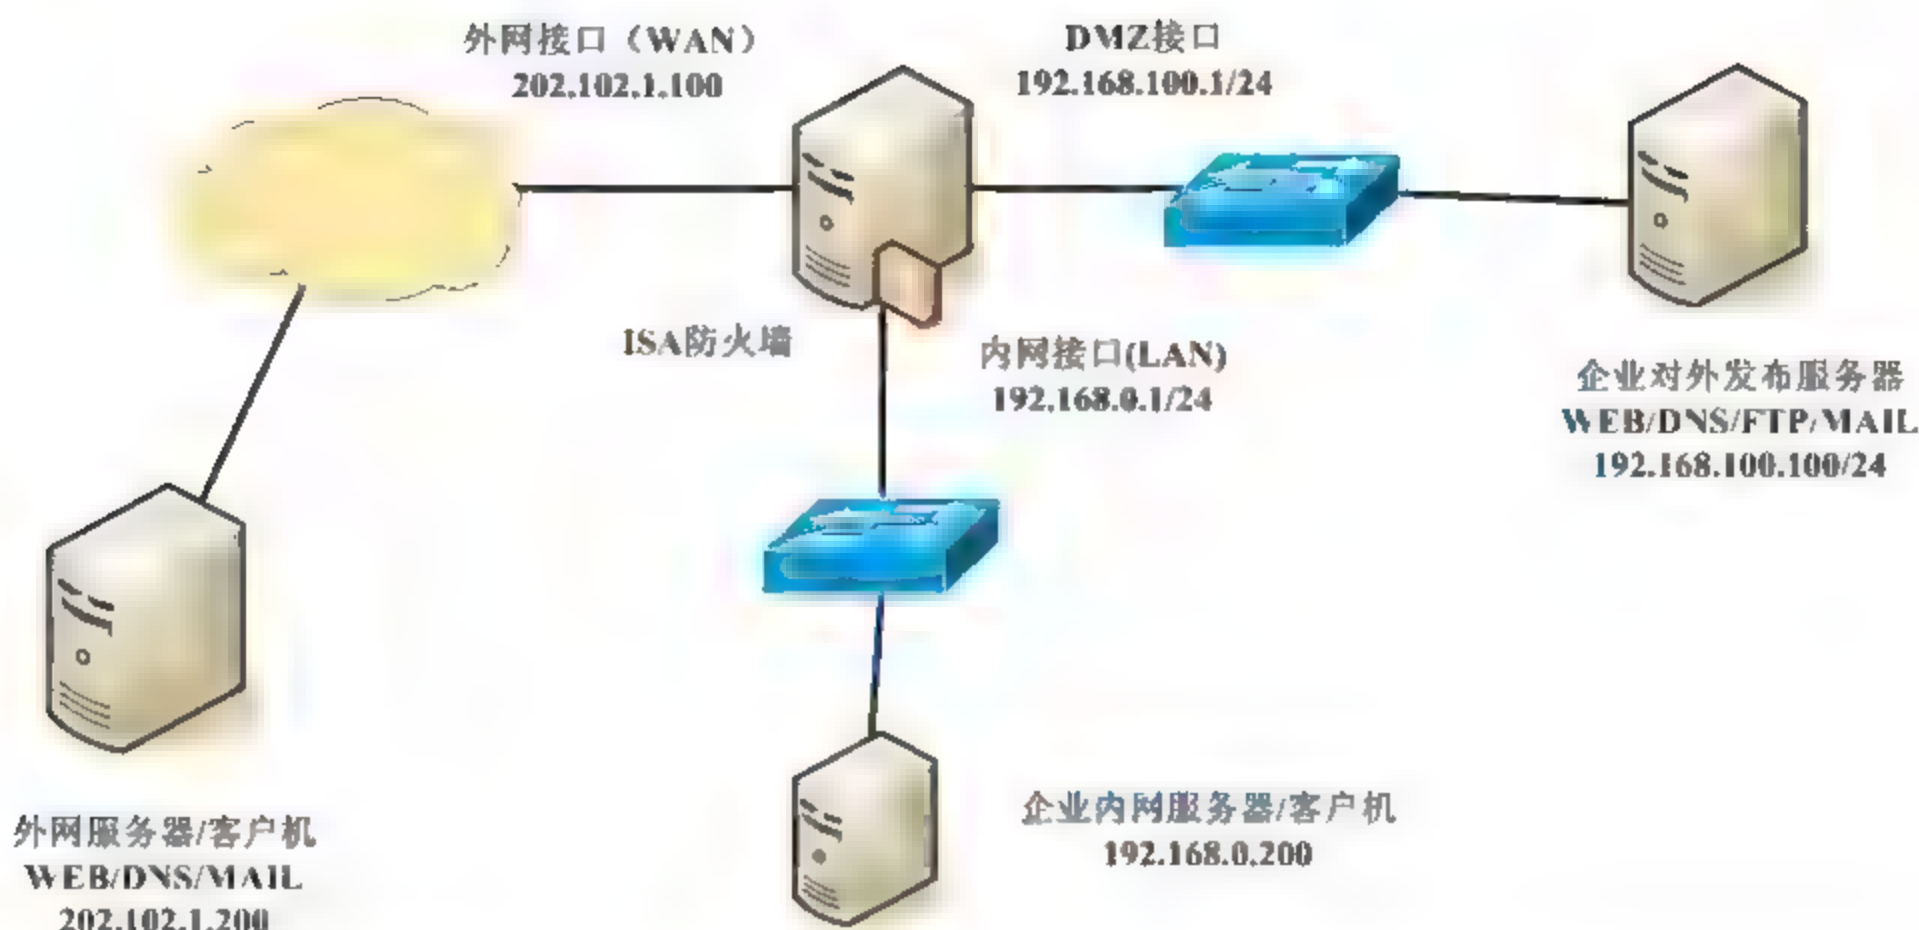 外网接口（WAN）
202.102.1.100
DMZ接口
192.168.100.1/24
ISA防火墙
内网接口(LAN)
192.168.0.1/24
企业对外发布服务器
WEB/DNS/FTP/MAIL
192.168.100.100/24
外网服务器/客户机
WEB/DNS/MAIL
202.102.1.200
企业内网服务器/客户机
192.168.0.200